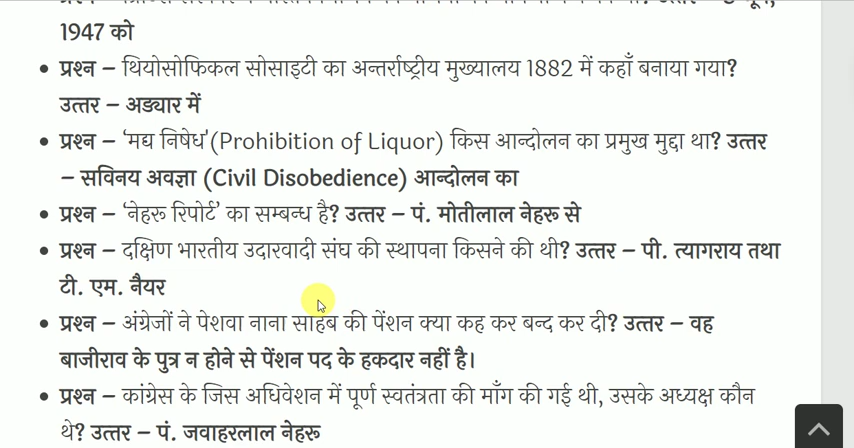 1947 को
प्रश्न – थियोसोफिकल सोसाइटी का अन्तर्राष्ट्रीय मुख्यालय 1882 में कहाँ बनाया गया?
उत्तर – अड्यार में
प्रश्न – 'मद्य निषेध'(Prohibition of Liquor) किस आन्दोलन का प्रमुख मुद्दा था? उत्तर
– सविनय अवज्ञा (Civil Disobedience) आन्दोलन का
प्रश्न – 'नेहरू रिपोर्ट' का सम्बन्ध है? उत्तर – पं. मोतीलाल नेहरू से
प्रश्न – दक्षिण भारतीय उदारवादी संघ की स्थापना किसने की थी? उत्तर – पी. त्यागराय तथा
टी. एम. नैयर
प्रश्न – अंग्रेजों ने पेशवा नाना साहेब की पेंशन क्या कह कर बन्द कर दी? उत्तर – वह
बाजीराव के पुत्र न होने से पेंशन पद के हकदार नहीं है।
प्रश्न – कांग्रेस के जिस अधिवेशन में पूर्ण स्वतंत्रता की माँग की गई थी, उसके अध्यक्ष कौन
थे? उत्तर – पं. जवाहरलाल नेहरू